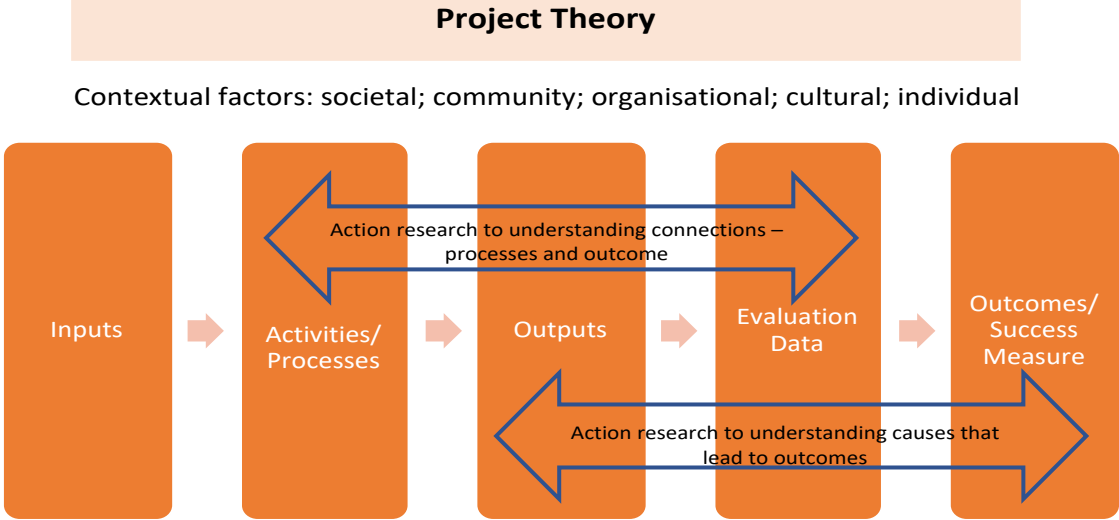 Project Theory
Contextual factors: societal; community; organisational; cultural; individual
Action research to understanding connections –
processes and outcome
Inputs
Activities/
Processes
Outputs
Evaluation
Data
Outcomes/
Success
Measure
Action research to understanding causes that
lead to outcomes